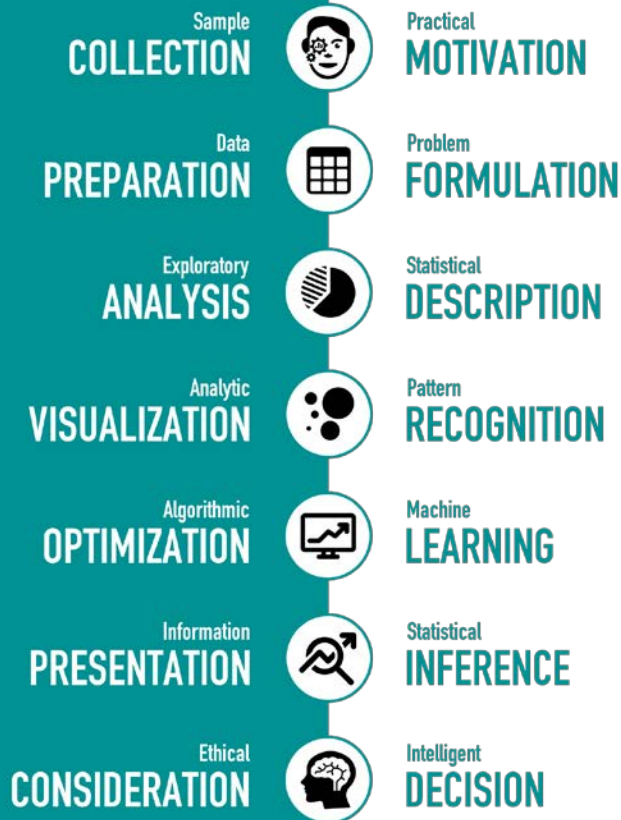 Sample
COLLECTION
Practical
MOTIVATION
Data
PREPARATION
Problem
FORMULATION
Exploratory
ANALYSIS
Statistical
DESCRIPTION
Analytic
VISUALIZATION
Pattern
RECOGNITION
Algorithmic
OPTIMIZATION
Machine
LEARNING
Information
PRESENTATION
Statistical
INFERENCE
Ethical
CONSIDERATION
Intelligent
DECISION